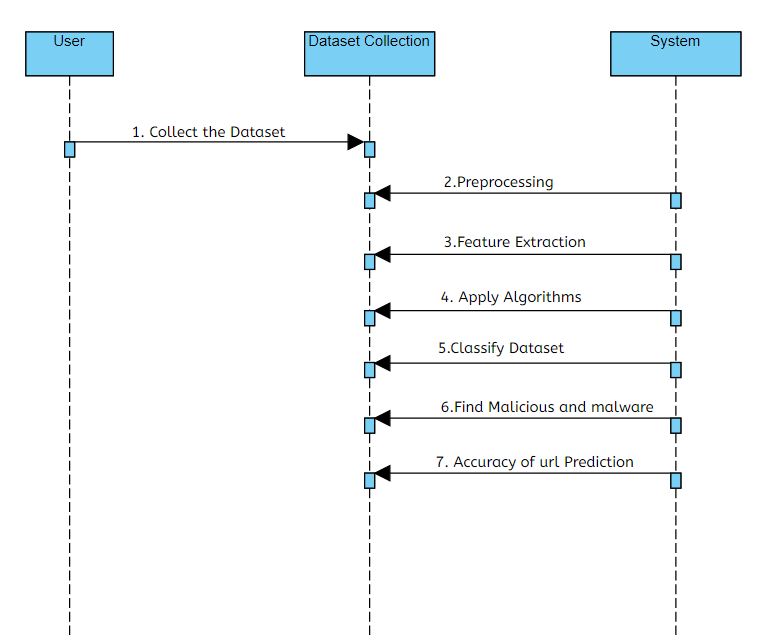 User
Dataset Collection
System
1. Collect the Dataset
2.Preprocessing
3.Feature Extraction
4. Apply Algorithms
5.Classify Dataset
6.Find Malicious and malware
7. Accuracy of url Prediction